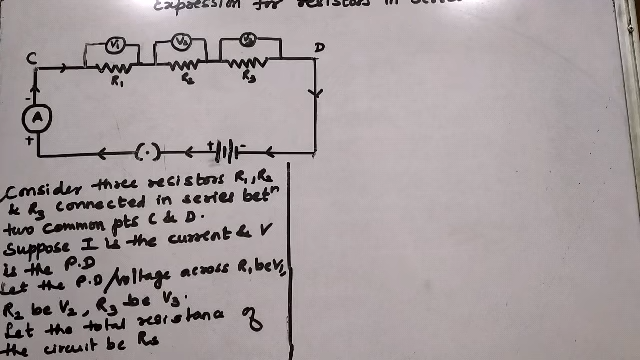 Expression for resistors in series
V1 V2 V3
C D
R1 R2 R3
-
A
+
+ -
Consider three resistors R1, R2
& R3 connected in series betn
two common pts C & D.
Suppose I is the current & V
is the P.D
Let the P.D/voltage across R1 be V1,
R2 be V2, R3 be V3.
Let the total resistance of
the circuit be Rs